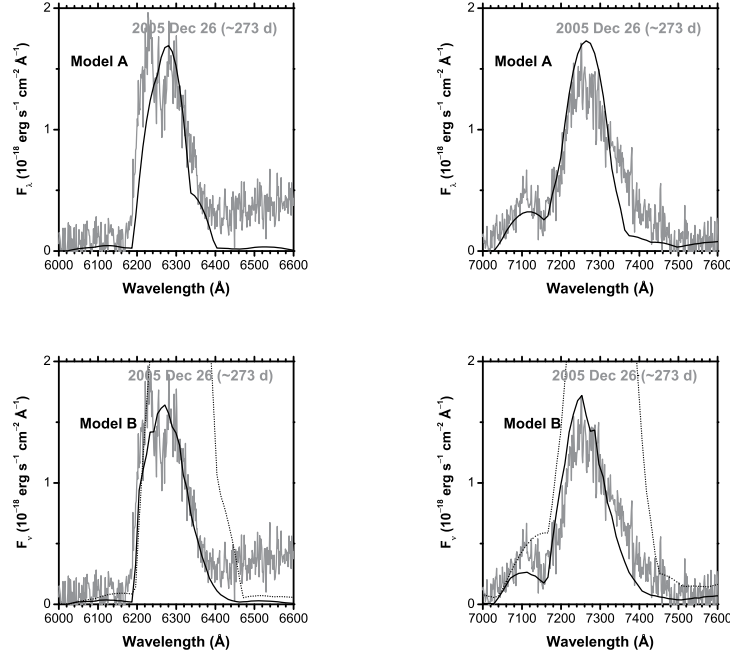 2005 Dec 26 (~273 d)
Model A
2
1
0
F_λ (10⁻¹⁸ erg s⁻¹ cm⁻² Å⁻¹)
6000 6100 6200 6300 6400 6500 6600
Wavelength (Å)
2005 Dec 26 (~273 d)
Model A
2
1
0
F_λ (10⁻¹⁸ erg s⁻¹ cm⁻² Å⁻¹)
7000 7100 7200 7300 7400 7500 7600
Wavelength (Å)
2005 Dec 26 (~273 d)
Model B
2
1
0
F_ν (10⁻¹⁸ erg s⁻¹ cm⁻² Å⁻¹)
6000 6100 6200 6300 6400 6500 6600
Wavelength (Å)
2005 Dec 26 (~273 d)
Model B
2
1
0
F_ν (10⁻¹⁸ erg s⁻¹ cm⁻² Å⁻¹)
7000 7100 7200 7300 7400 7500 7600
Wavelength (Å)